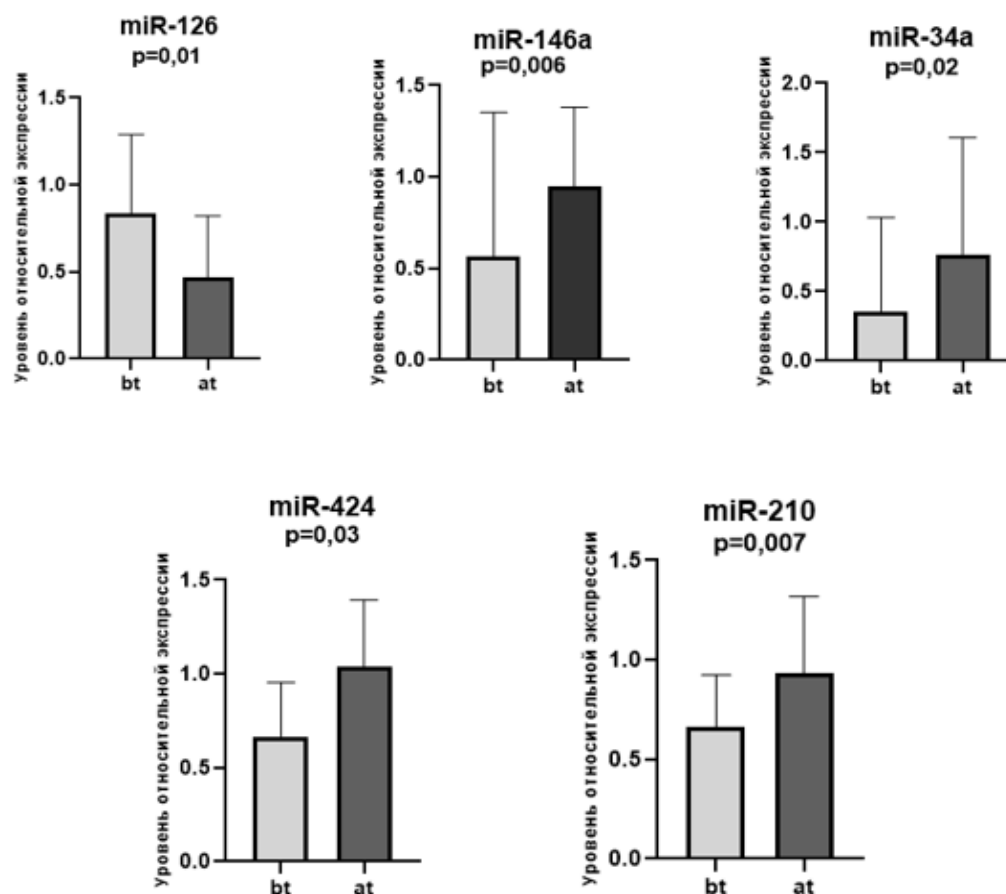 miR-126
p=0,01
Уровень относительной экспрессии
1.5
1.0
0.5
0.0
bt at
miR-146a
p=0,006
Уровень относительной экспрессии
1.5
1.0
0.5
0.0
bt at
miR-34a
p=0,02
Уровень относительной экспрессии
2.0
1.5
1.0
0.5
0.0
bt at
miR-424
p=0,03
Уровень относительной экспрессии
1.5
1.0
0.5
0.0
bt at
miR-210
p=0,007
Уровень относительной экспрессии
1.5
1.0
0.5
0.0
bt at